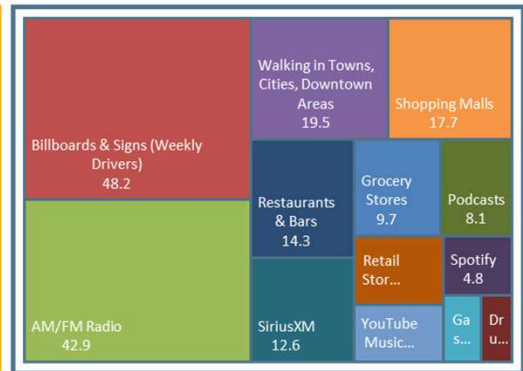 Billboards & Signs (Weekly
Drivers)
48.2
AM/FM Radio
42.9
Walking in Towns,
Cities, Downtown
Areas
19.5
Shopping Malls
17.7
Restaurants
& Bars
14.3
SiriusXM
12.6
Grocery
Stores
9.7
Podcasts
8.1
Retail
Stor...
Spotify
4.8
YouTube
Music...
Ga
s...
Dr
u...